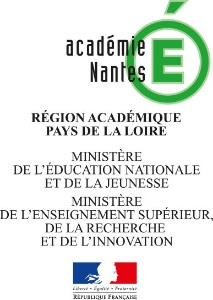 académie
Nantes
É
RÉGION ACADÉMIQUE
PAYS DE LA LOIRE
MINISTÈRE
DE L'ÉDUCATION NATIONALE
ET DE LA JEUNESSE
MINISTÈRE
DE L'ENSEIGNEMENT SUPÉRIEUR,
DE LA RECHERCHE
ET DE L'INNOVATION
Liberté • Égalité • Fraternité
RÉPUBLIQUE FRANÇAISE